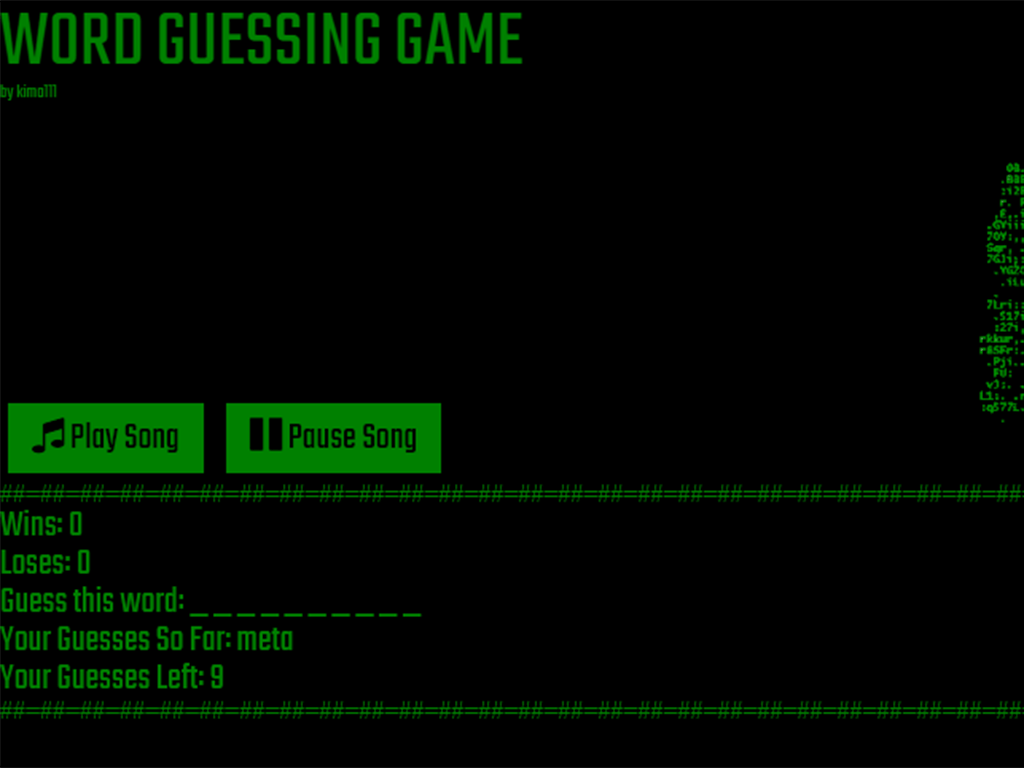 WORD GUESSING GAME
by kimo111
Play Song
Pause Song
##=##=##=##=##=##=##=##=##=##=##=##=##=##=##=##=##=##=##=##=##=##=##=##=##=##
Wins: 0
Loses: 0
Guess this word: _ _ _ _ _ _ _ _ _ _
Your Guesses So Far: meta
Your Guesses Left: 9
##=##=##=##=##=##=##=##=##=##=##=##=##=##=##=##=##=##=##=##=##=##=##=##=##=##